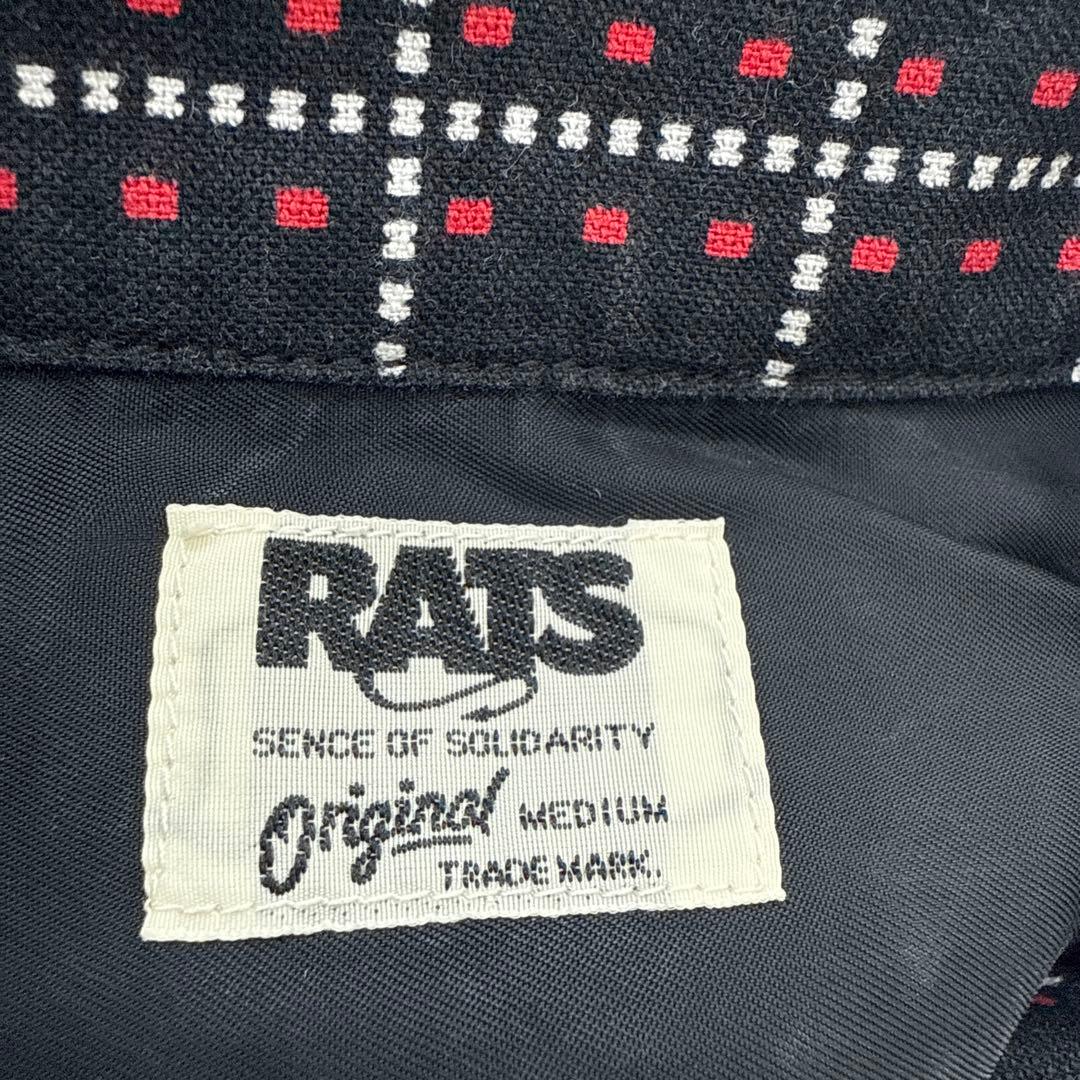 RATS
SENCE OF SOLIDARITY
Original MEDIUM
TRADE MARK.